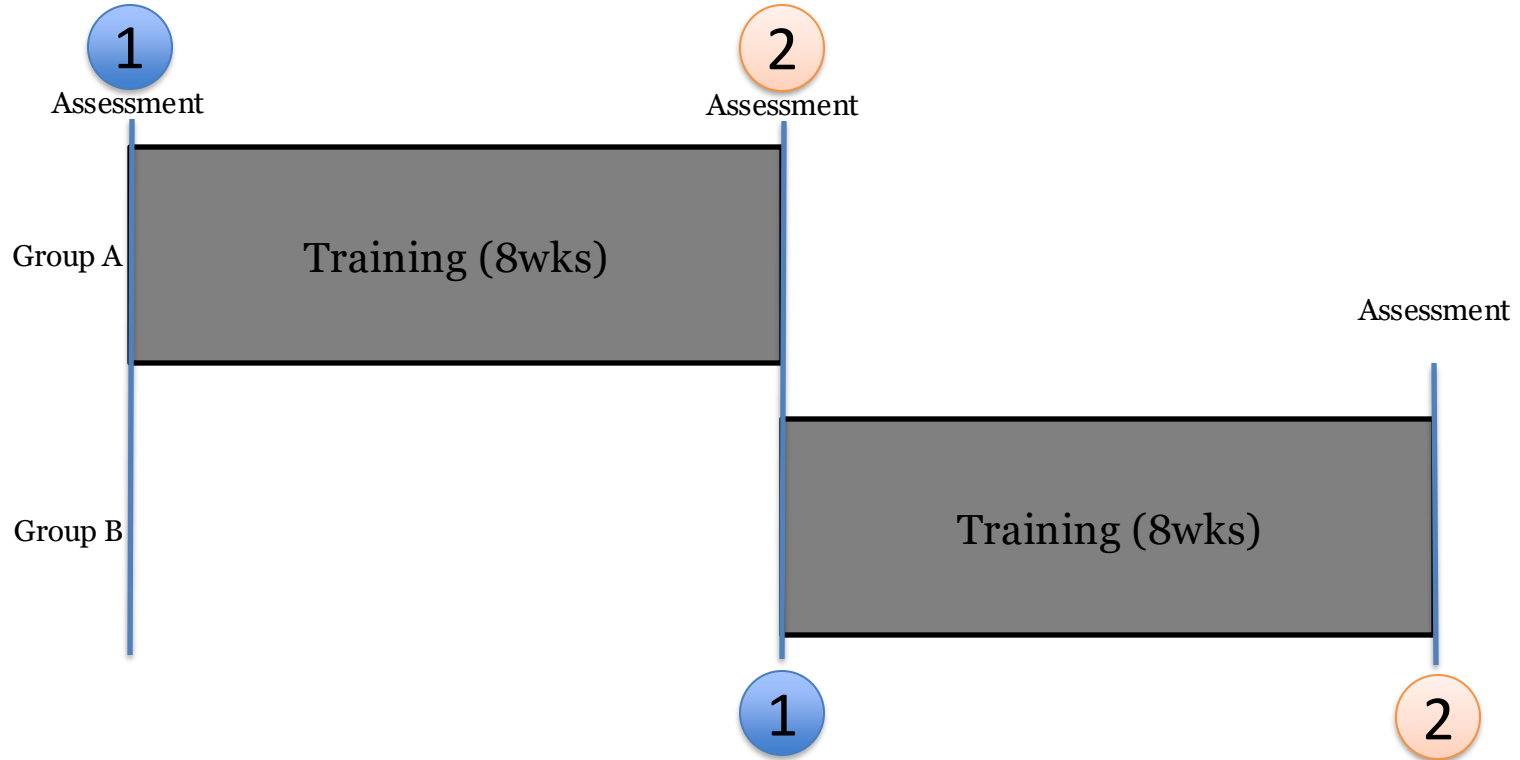 1
2
Assessment
Assessment
Group A
Training (8wks)
Assessment
Group B
Training (8wks)
1
2